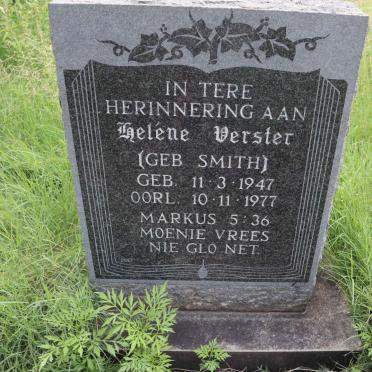 IN TERE
HERINNERING AAN
Heléne Verster
(GEB SMITH)
GEB. 11·3·1947
OORL. 10·11·1977
MARKUS 5:36
MOENIE VREES
NIE GLO NET.